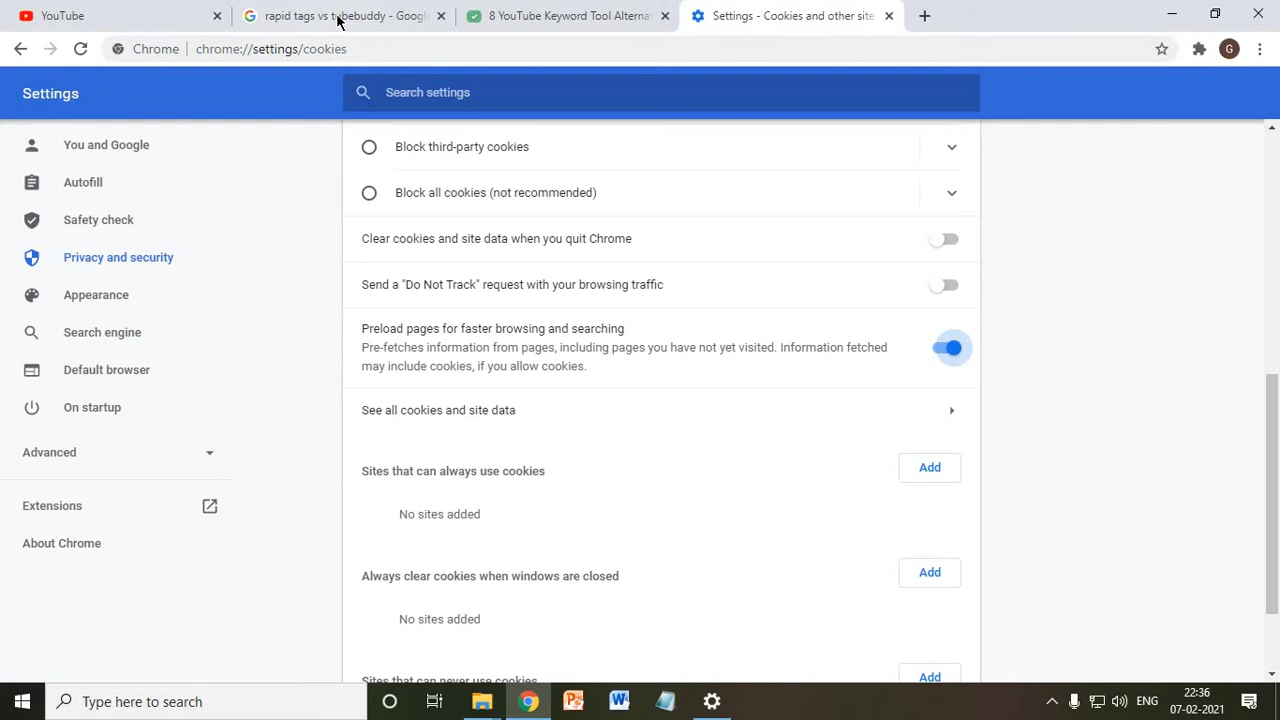 YouTube
rapid tags vs tubebuddy - Goog
8 YouTube Keyword Tool Alternat
Settings - Cookies and other site
Chrome
chrome://settings/cookies
G
Settings
Search settings
You and Google
Autofill
Safety check
Privacy and security
Appearance
Search engine
Default browser
On startup
Advanced
Extensions
About Chrome
Block third-party cookies
Block all cookies (not recommended)
Clear cookies and site data when you quit Chrome
Send a "Do Not Track" request with your browsing traffic
Preload pages for faster browsing and searching
Pre-fetches information from pages, including pages you have not yet visited. Information fetched
may include cookies, if you allow cookies.
See all cookies and site data
Sites that can always use cookies
Add
No sites added
Always clear cookies when windows are closed
Add
No sites added
Sites that can never use cookies
Add
Type here to search
ENG
22:36
07-02-2021